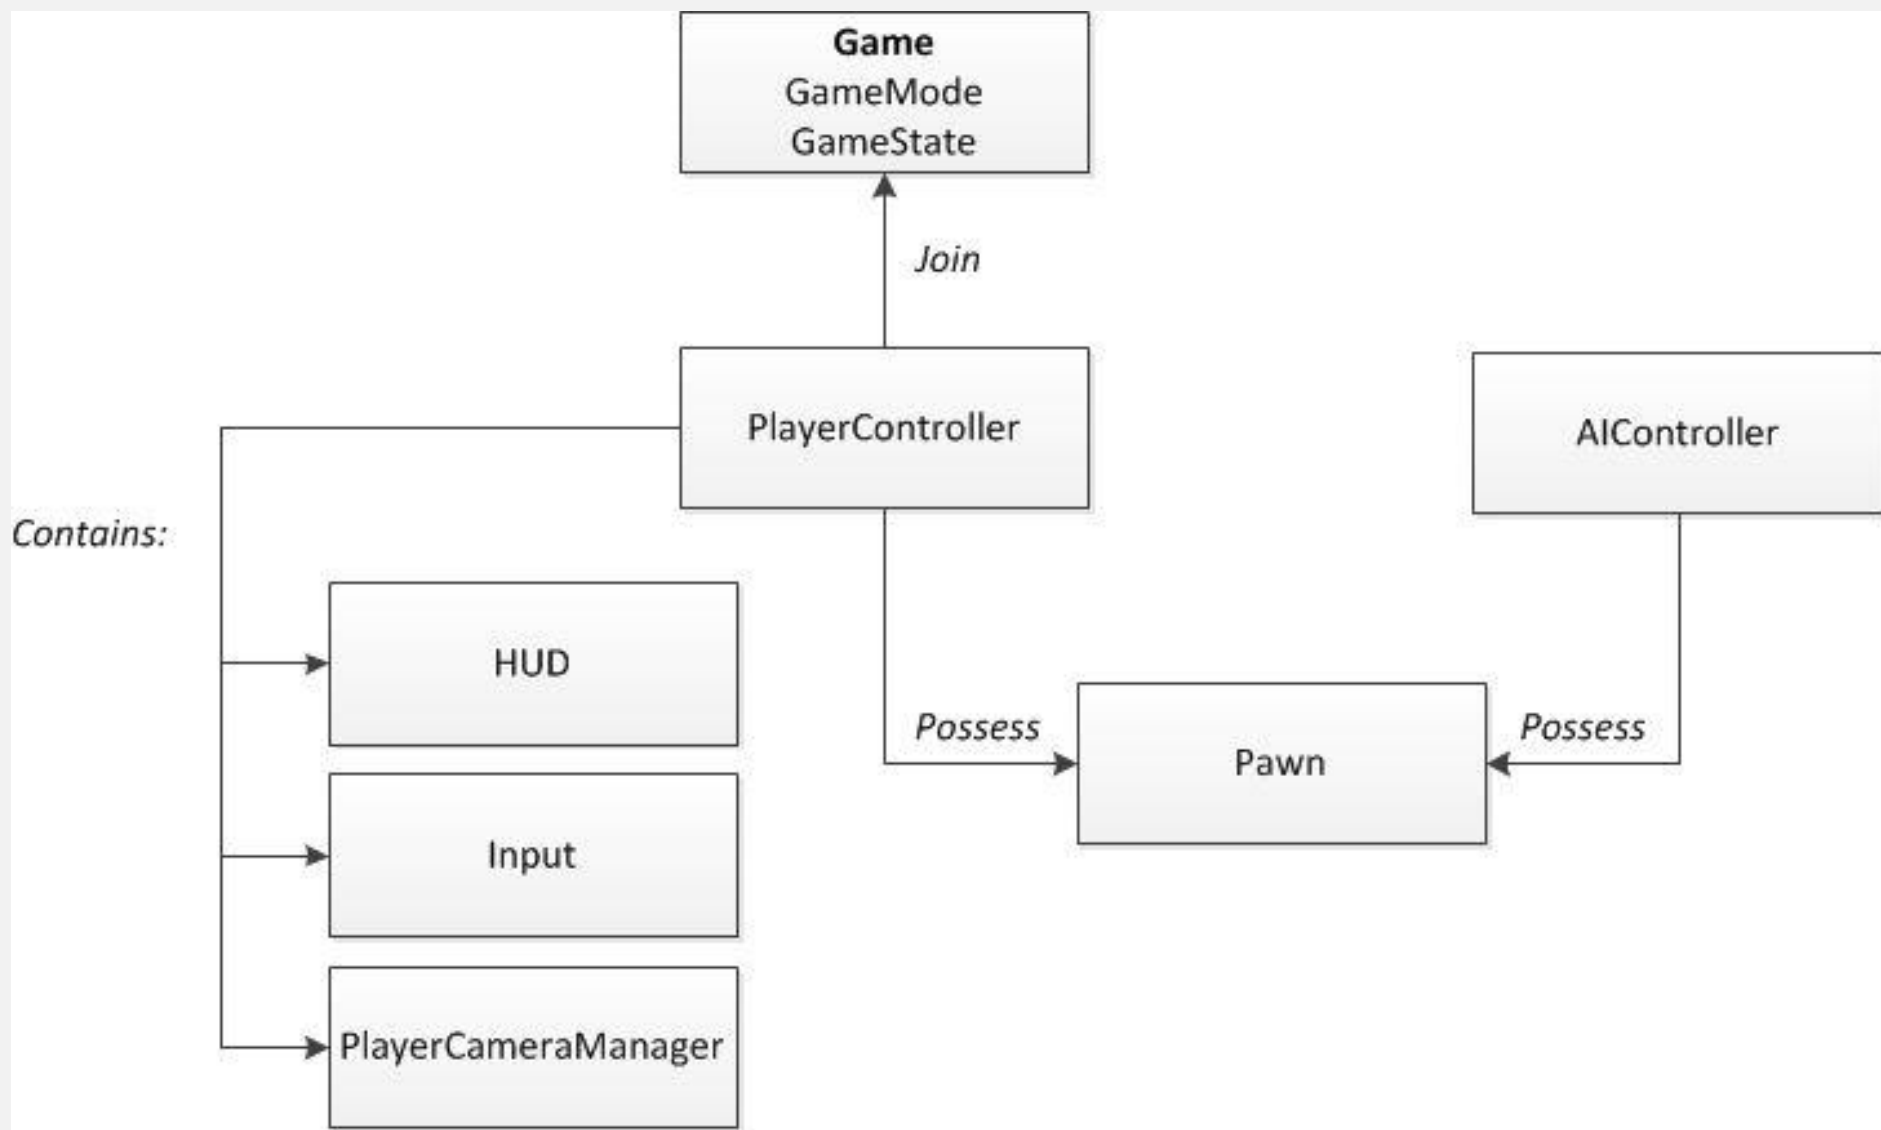 Game
GameMode
GameState
Join
PlayerController
AIController
Contains:
HUD
Possess
Pawn
Possess
Input
PlayerCameraManager